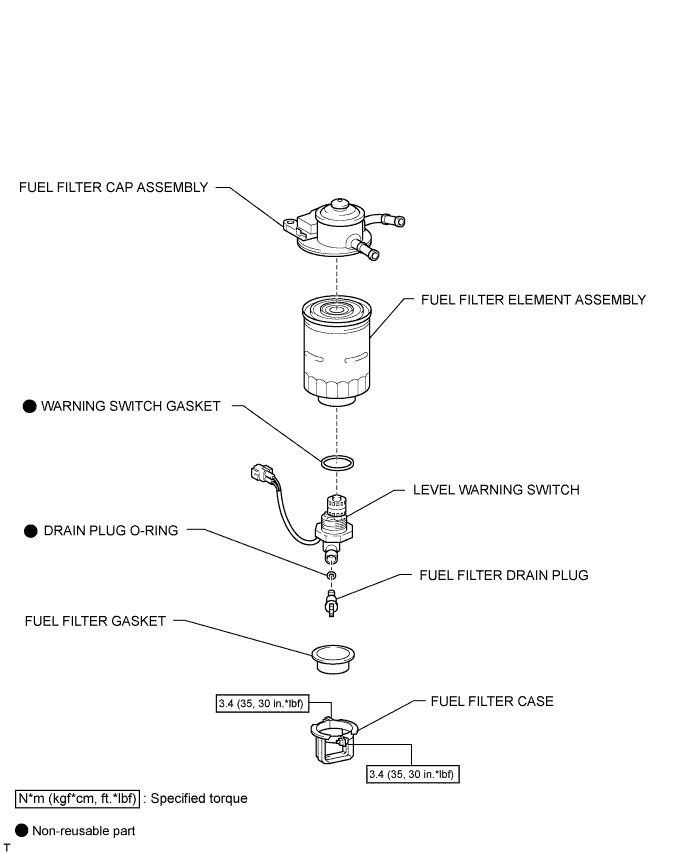 FUEL FILTER CAP ASSEMBLY
FUEL FILTER ELEMENT ASSEMBLY
WARNING SWITCH GASKET
LEVEL WARNING SWITCH
DRAIN PLUG O-RING
FUEL FILTER DRAIN PLUG
FUEL FILTER GASKET
FUEL FILTER CASE
3.4 (35, 30 in.*lbf)
3.4 (35, 30 in.*lbf)
N*m (kgf*cm, ft.*lbf) : Specified torque
Non-reusable part
T